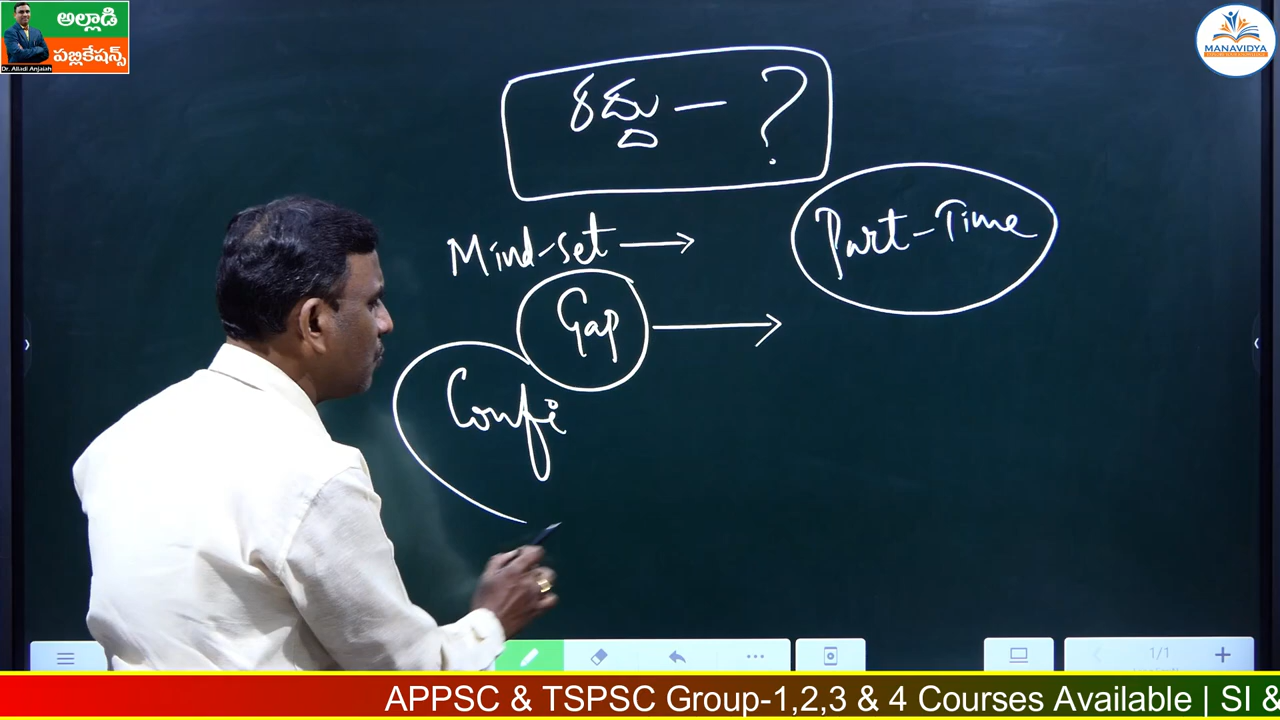 అల్లాడి
పబ్లికేషన్స్
Dr. Alladi Anjaiah
MANAVIDYA
రద్దు - ?
Mind-set →
Part-Time
Gap →
Confi
1/1
APPSC & TSPSC Group-1,2,3 & 4 Courses Available | SI &